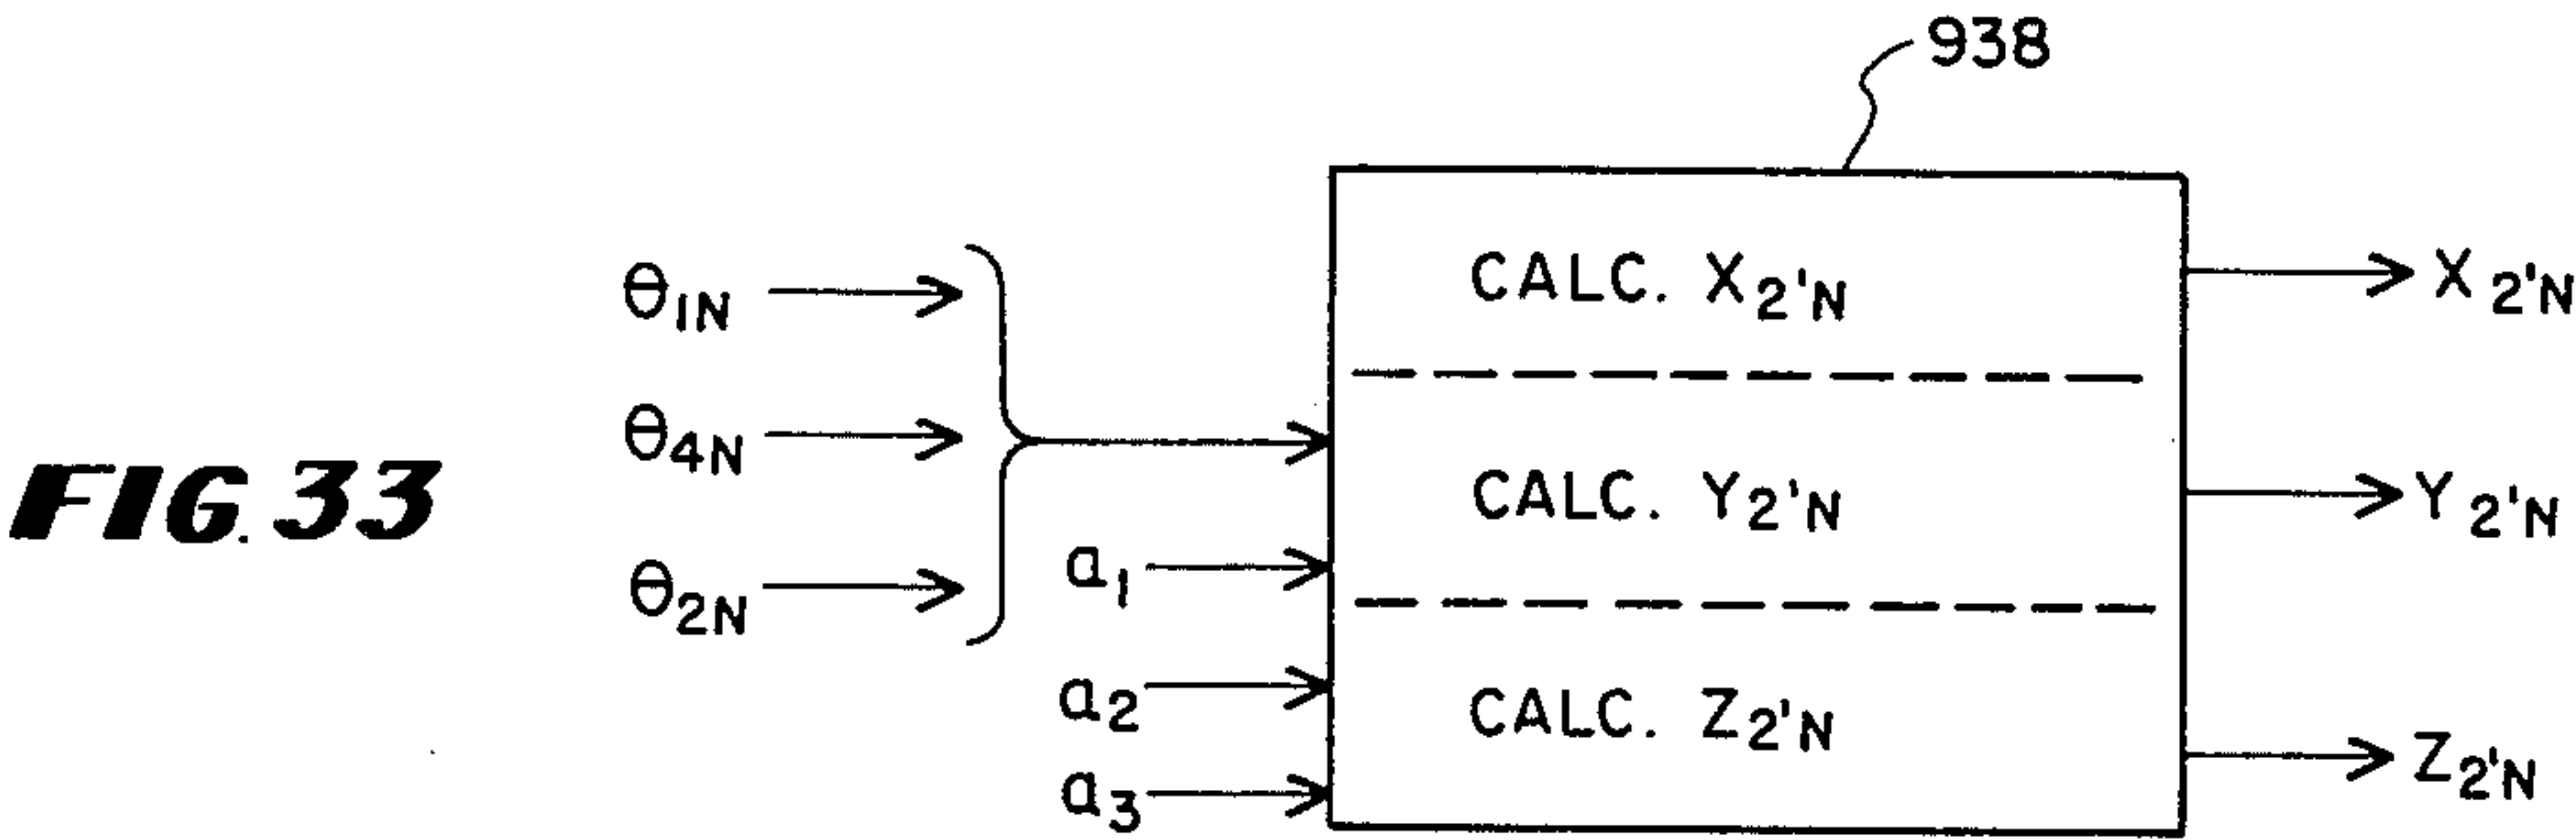 938
θ1N
θ4N
θ2N
a1
a2
a3
CALC. X2'N
CALC. Y2'N
CALC. Z2'N
X2'N
Y2'N
Z2'N
FIG. 33